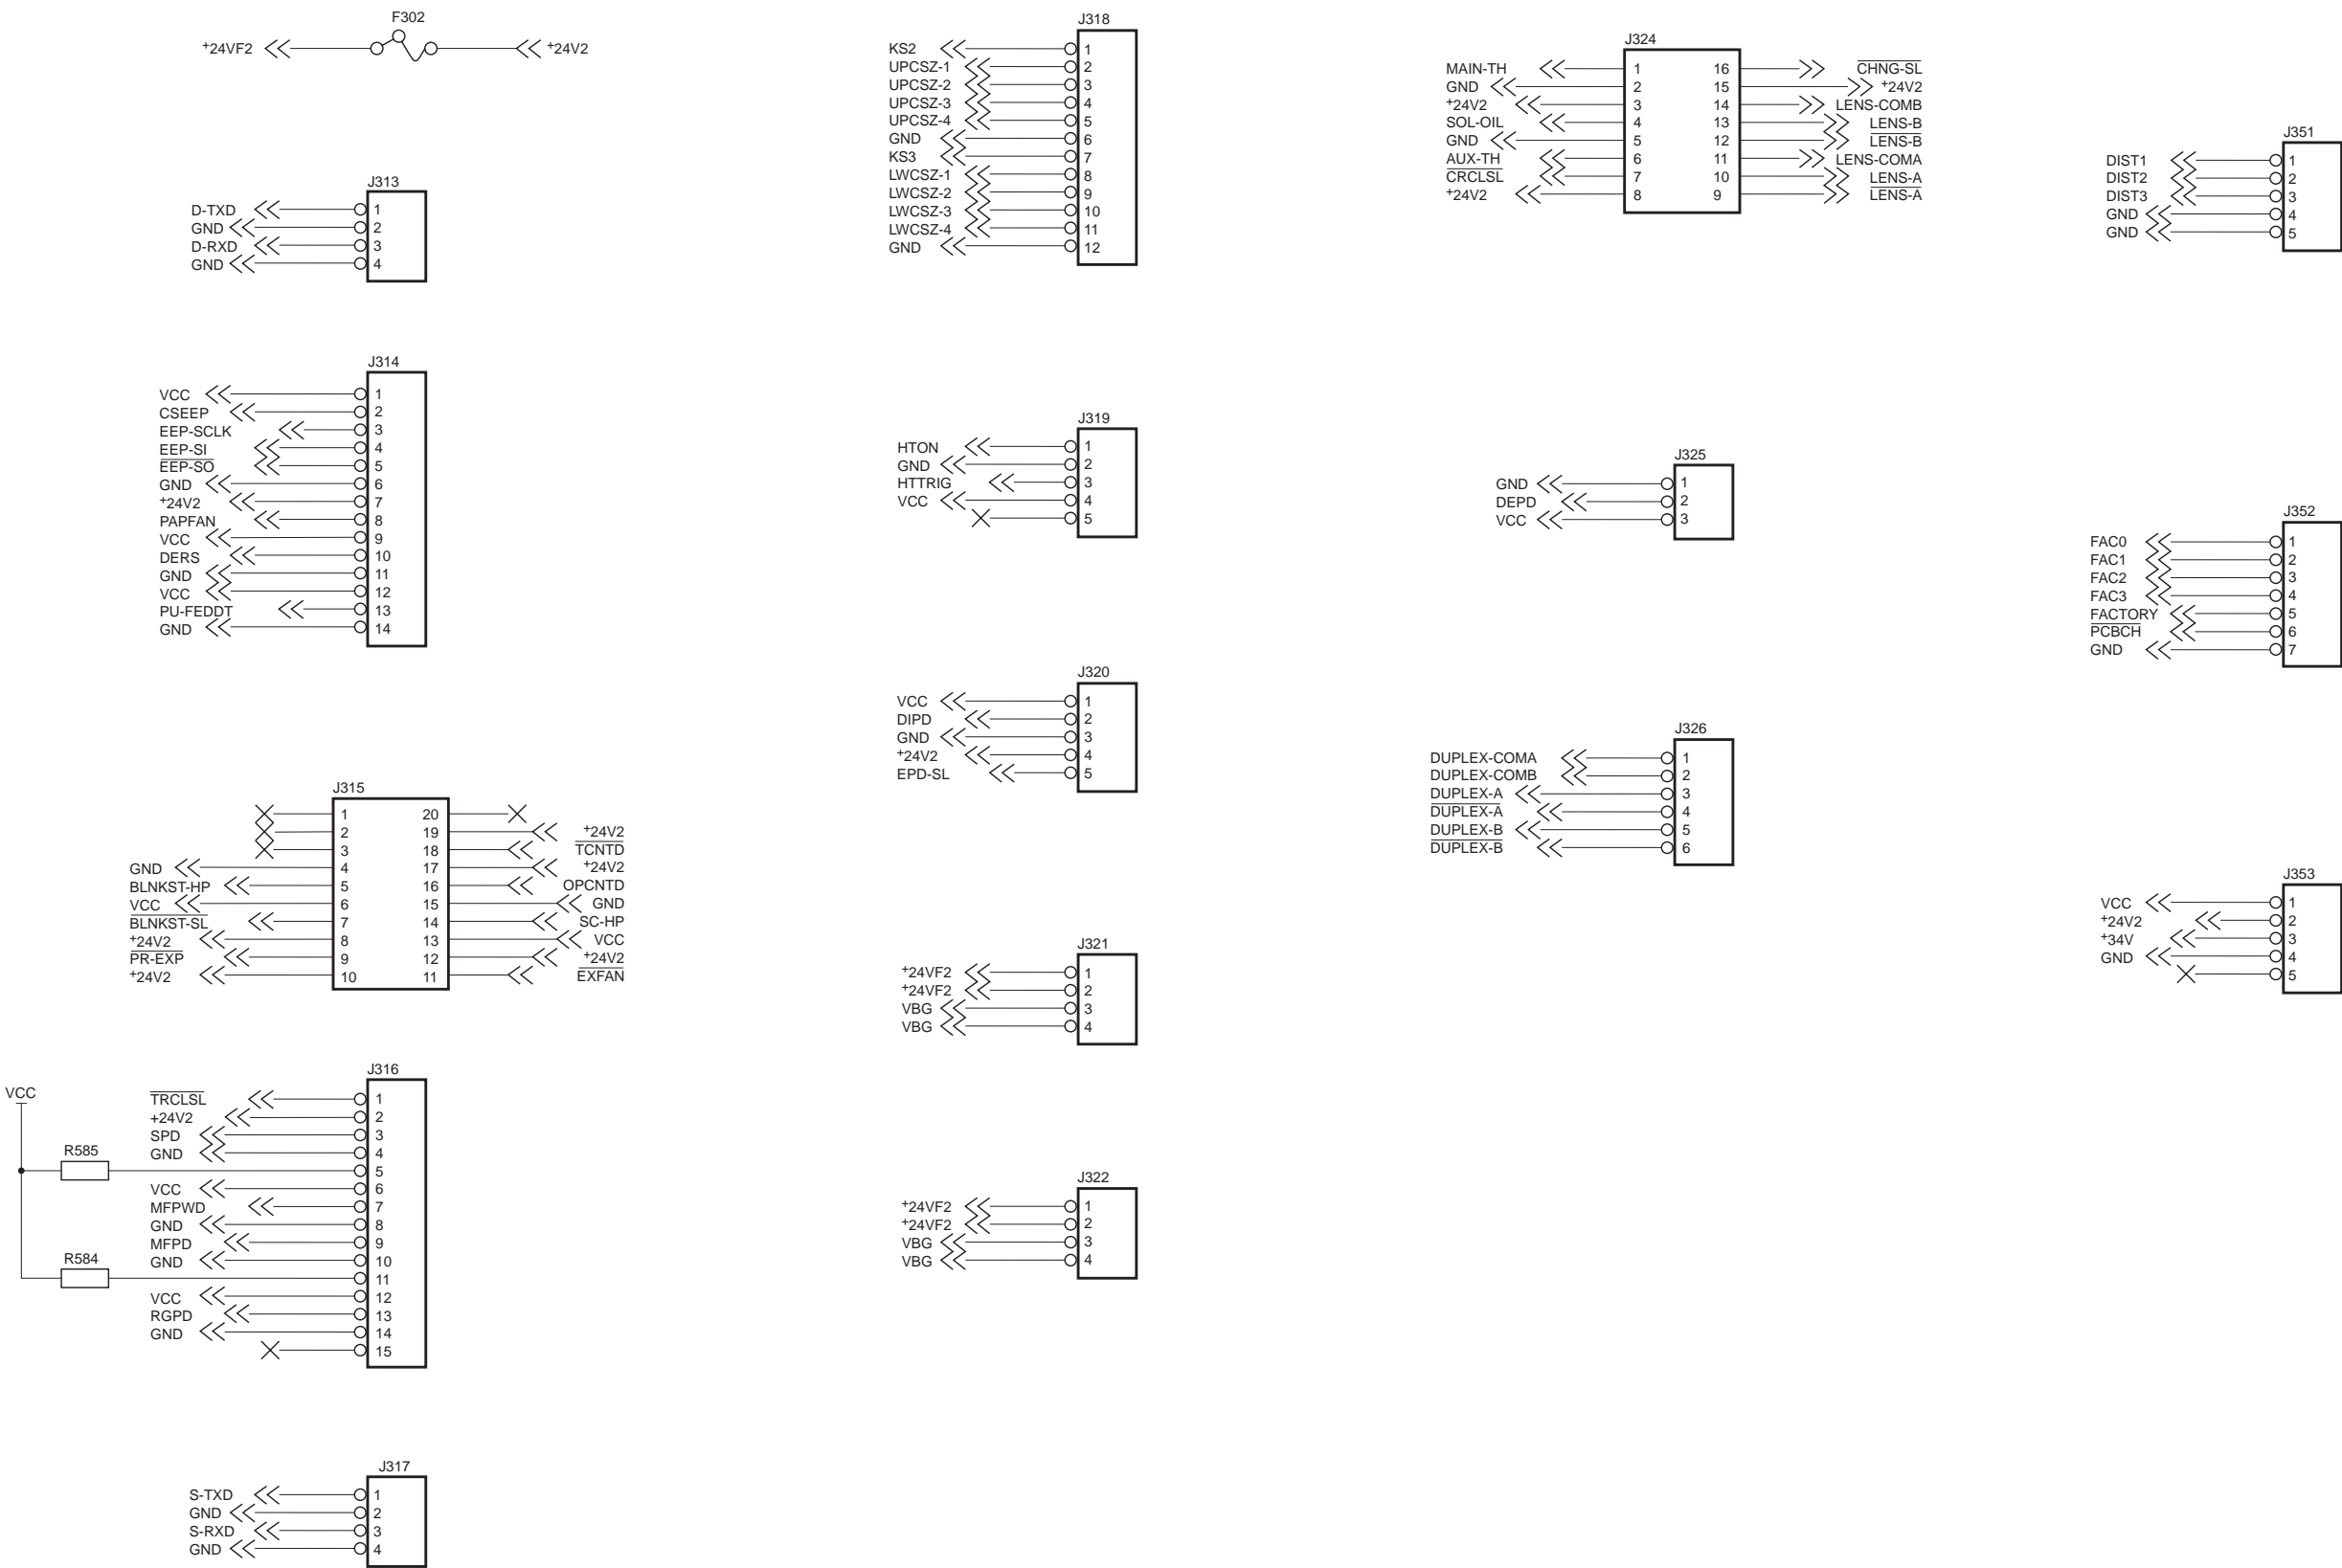 F302
+24VF2 +24V2
J313
D-TXD 1
GND 2
D-RXD 3
GND 4
J314
VCC 1
CSEEP 2
EEP-SCLK 3
EEP-SI 4
EEP-SO 5
GND 6
+24V2 7
PAPFAN 8
VCC 9
DERS 10
GND 11
VCC 12
PU-FEDDT 13
GND 14
J315
1 20
2 19 +24V2
3 18 TCNTD
GND 4 17 +24V2
BLNKST-HP 5 16 OPCNTD
VCC 6 15 GND
BLNKST-SL 7 14 SC-HP
+24V2 8 13 VCC
PR-EXP 9 12 +24V2
+24V2 10 11 EXFAN
J316
VCC
TRCLSL 1
+24V2 2
SPD 3
GND 4
R585 5
VCC 6
MFPWD 7
GND 8
MFPD 9
GND 10
R584 11
VCC 12
RGPD 13
GND 14
15
J317
S-TXD 1
GND 2
S-RXD 3
GND 4
J318
KS2 1
UPCSZ-1 2
UPCSZ-2 3
UPCSZ-3 4
UPCSZ-4 5
GND 6
KS3 7
LWCSZ-1 8
LWCSZ-2 9
LWCSZ-3 10
LWCSZ-4 11
GND 12
J319
HTON 1
GND 2
HTTRIG 3
VCC 4
5
J320
VCC 1
DIPD 2
GND 3
+24V2 4
EPD-SL 5
J321
+24VF2 1
+24VF2 2
VBG 3
VBG 4
J322
+24VF2 1
+24VF2 2
VBG 3
VBG 4
J324
MAIN-TH 1 16 CHNG-SL
GND 2 15 +24V2
+24V2 3 14 LENS-COMB
SOL-OIL 4 13 LENS-B
GND 5 12 LENS-B
AUX-TH 6 11 LENS-COMA
CRCLSL 7 10 LENS-A
+24V2 8 9 LENS-A
J325
GND 1
DEPD 2
VCC 3
J326
DUPLEX-COMA 1
DUPLEX-COMB 2
DUPLEX-A 3
DUPLEX-A 4
DUPLEX-B 5
DUPLEX-B 6
J351
DIST1 1
DIST2 2
DIST3 3
GND 4
GND 5
J352
FAC0 1
FAC1 2
FAC2 3
FAC3 4
FACTORY 5
PCBCH 6
GND 7
J353
VCC 1
+24V2 2
+34V 3
GND 4
5